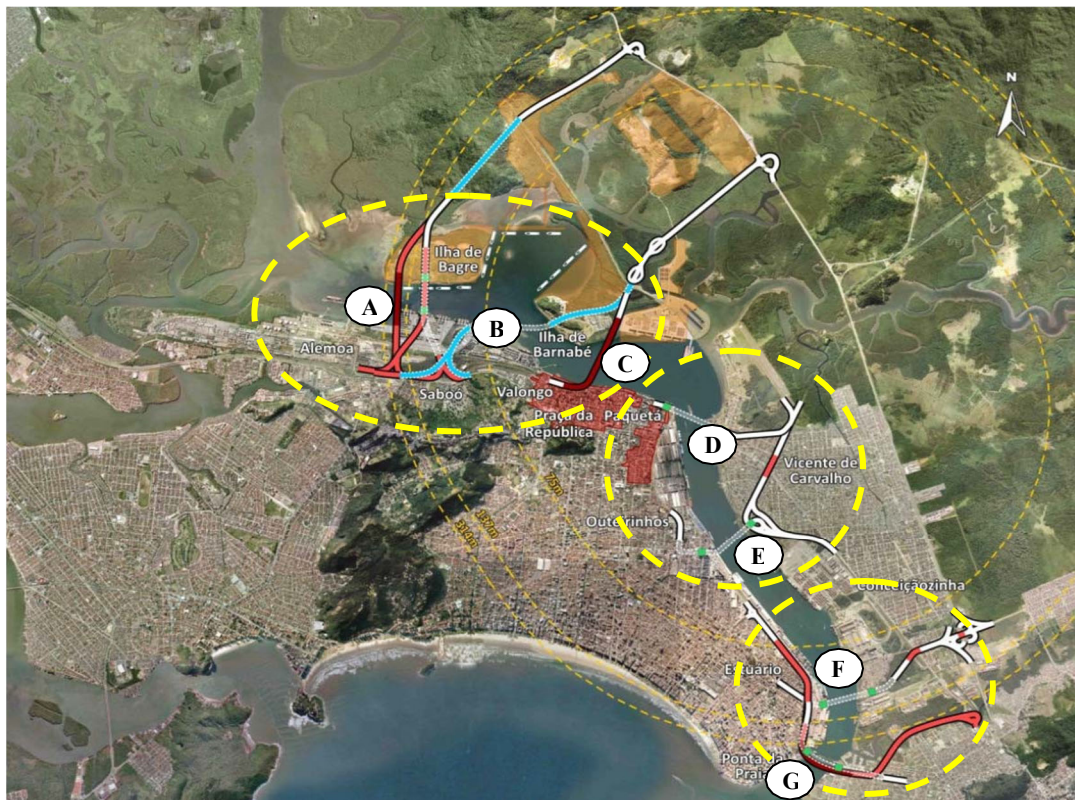 N
Ilha de
Bagre
A
B
Alemoa
Ilha de
Barnabé
Saboó
C
Valongo
Praça da
República
Paquetá
D
Vicente de
Carvalho
75m
Outeirinhos
E
Conceiçãozinha
Estuário
F
Ponta da
Praia
G